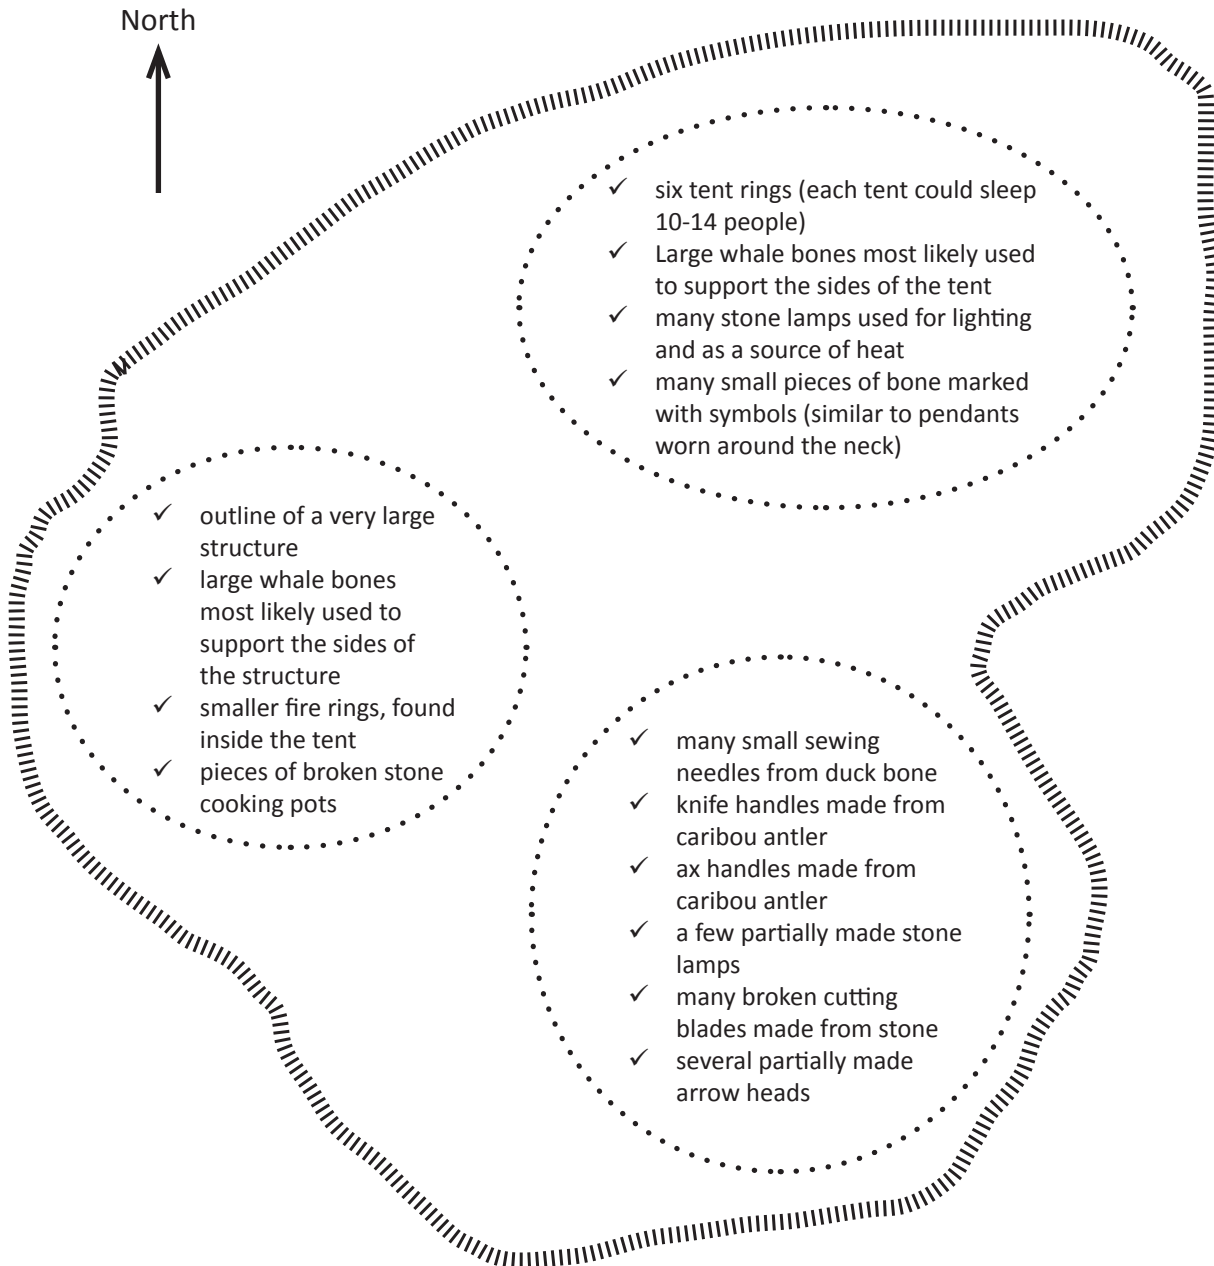 North
✓ six tent rings (each tent could sleep
10-14 people)
✓ Large whale bones most likely used
to support the sides of the tent
✓ many stone lamps used for lighting
and as a source of heat
✓ many small pieces of bone marked
with symbols (similar to pendants
worn around the neck)
✓ outline of a very large
structure
✓ large whale bones
most likely used to
support the sides of
the structure
✓ smaller fire rings, found
inside the tent
✓ pieces of broken stone
cooking pots
✓ many small sewing
needles from duck bone
✓ knife handles made from
caribou antler
✓ ax handles made from
caribou antler
✓ a few partially made stone
lamps
✓ many broken cutting
blades made from stone
✓ several partially made
arrow heads